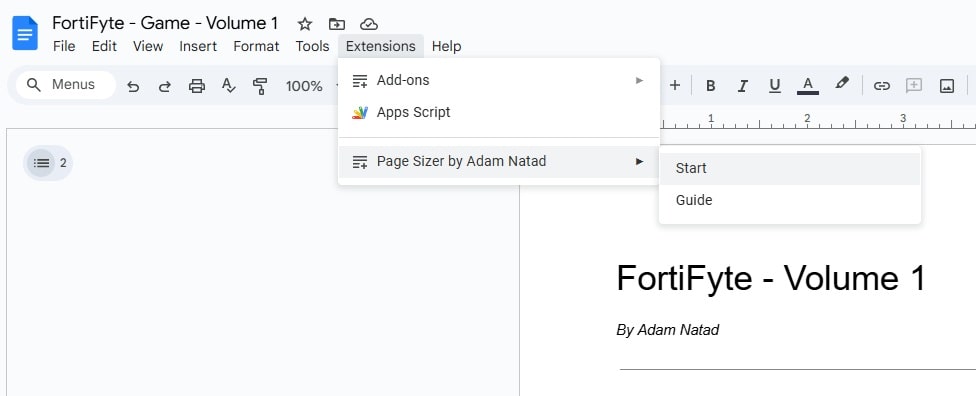 FortiFyte - Game - Volume 1
File Edit View Insert Format Tools Extensions Help
Menus 100% + B I U A
Add-ons
Apps Script
1 2 3
2
Page Sizer by Adam Natad
Start
Guide
FortiFyte - Volume 1
By Adam Natad